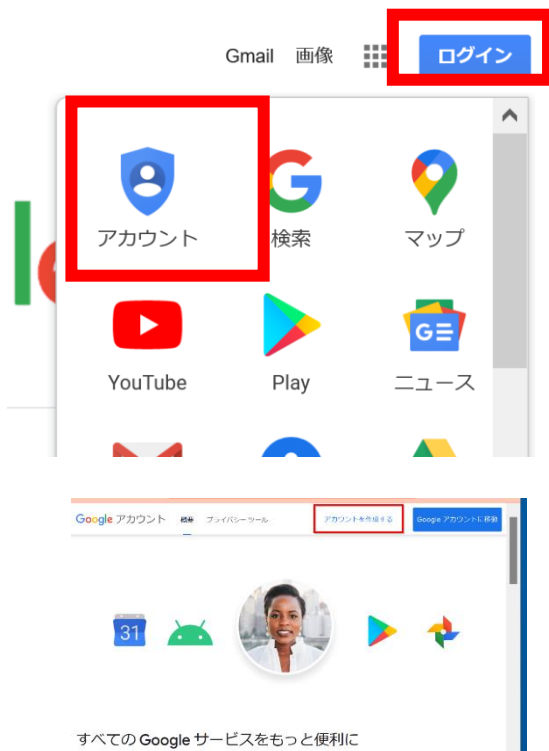 Gmail 画像 ログイン
アカウント 検索 マップ
GE
YouTube Play ニュース
Google アカウント 概要 プライバシー ツール アカウントを作成する Google アカウントに移動
31
すべての Google サービスをもっと便利に